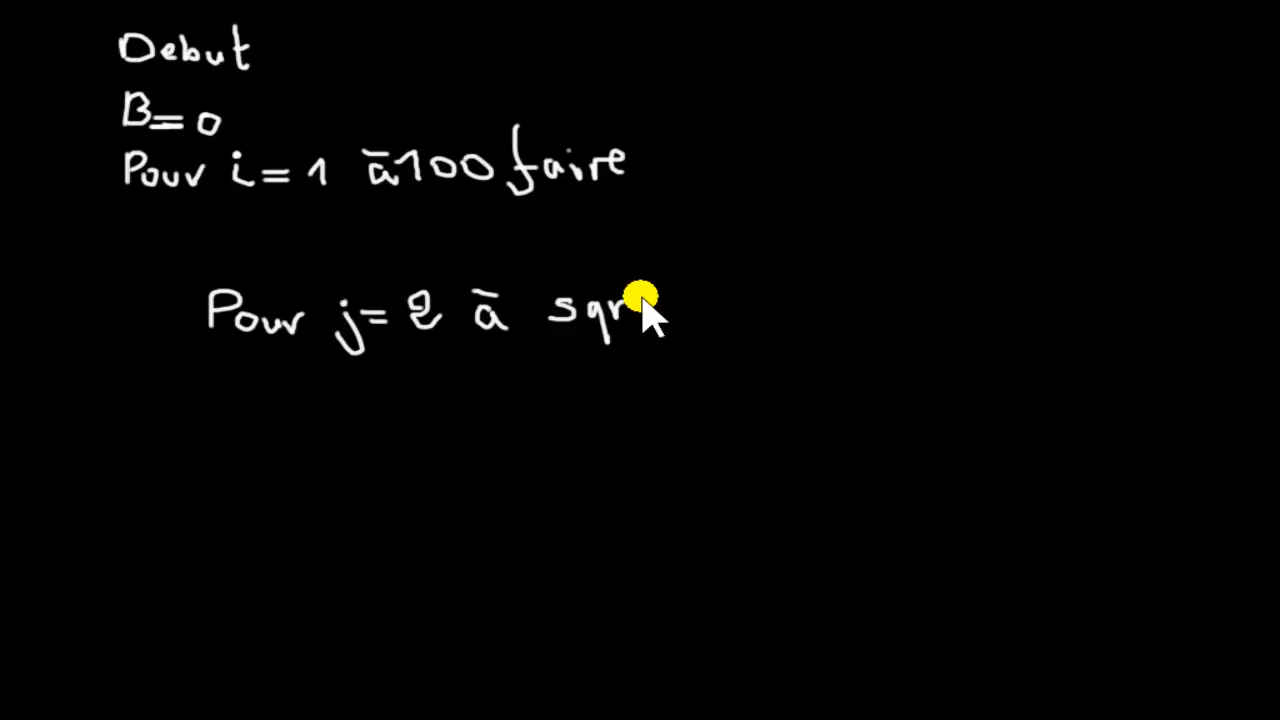 Debut
B=0
Pour i=1 ā 100 faire
Pour j=2 ā sqr